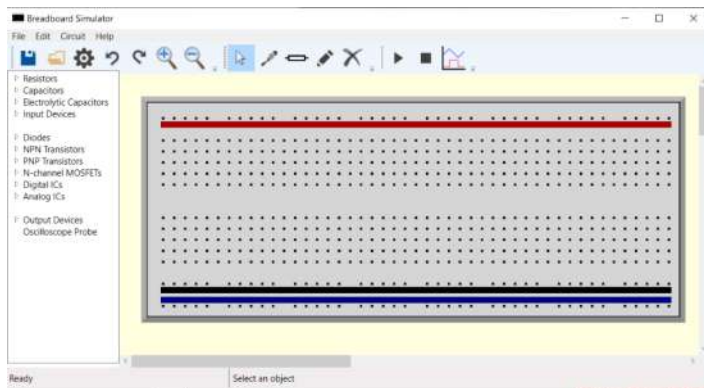 Breadboard Simulator
File Edit Circuit Help
Resistors
Capacitors
Electrolytic Capacitors
Input Devices
Diodes
NPN Transistors
PNP Transistors
N-channel MOSFETs
Digital ICs
Analog ICs
Output Devices
Oscilloscope Probe
Ready
Select an object